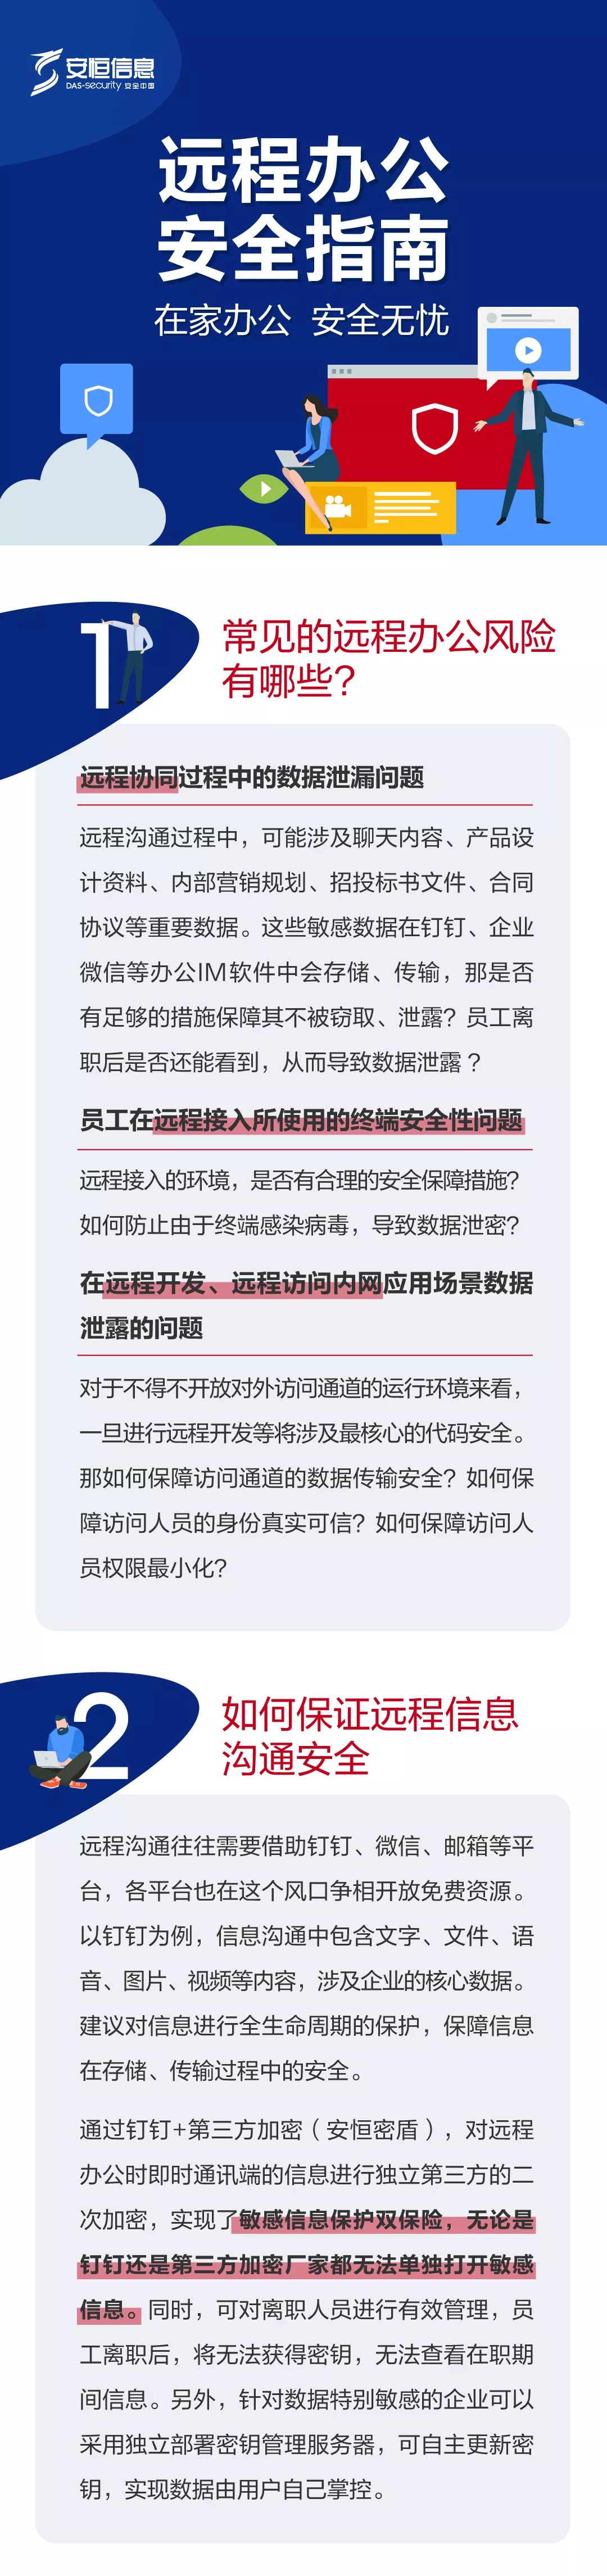 安恒信息
DAS-security 安全中国
远程办公
安全指南
在家办公 安全无忧
1
常见的远程办公风险
有哪些？
远程协同过程中的数据泄漏问题
远程沟通过程中，可能涉及聊天内容、产品设
计资料、内部营销规划、招投标书文件、合同
协议等重要数据。这些敏感数据在钉钉、企业
微信等办公IM软件中会存储、传输，那是否
有足够的措施保障其不被窃取、泄露？员工离
职后是否还能看到，从而导致数据泄露？
员工在远程接入所使用的终端安全性问题
远程接入的环境，是否有合理的安全保障措施？
如何防止由于终端感染病毒，导致数据泄密？
在远程开发、远程访问内网应用场景数据
泄露的问题
对于不得不开放对外访问通道的运行环境来看，
一旦进行远程开发等将涉及最核心的代码安全。
那如何保障访问通道的数据传输安全？如何保
障访问人员的身份真实可信？如何保障访问人
员权限最小化？
2
如何保证远程信息
沟通安全
远程沟通往往需要借助钉钉、微信、邮箱等平
台，各平台也在这个风口争相开放免费资源。
以钉钉为例，信息沟通中包含文字、文件、语
音、图片、视频等内容，涉及企业的核心数据。
建议对信息进行全生命周期的保护，保障信息
在存储、传输过程中的安全。
通过钉钉+第三方加密（安恒密盾），对远程
办公时即时通讯端的信息进行独立第三方的二
次加密，实现了敏感信息保护双保险，无论是
钉钉还是第三方加密厂家都无法单独打开敏感
信息。同时，可对离职人员进行有效管理，员
工离职后，将无法获得密钥，无法查看在职期
间信息。另外，针对数据特别敏感的企业可以
采用独立部署密钥管理服务器，可自主更新密
钥，实现数据由用户自己掌控。